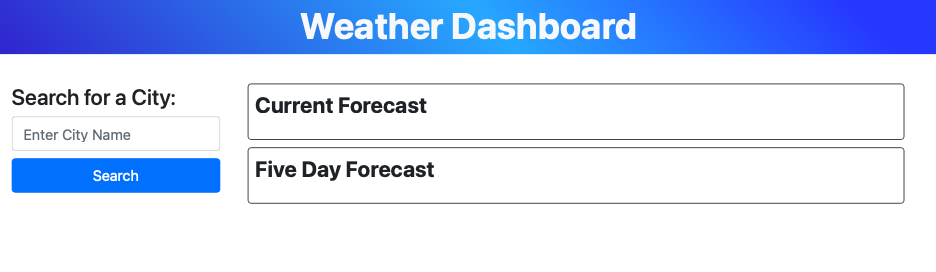 Weather Dashboard
Search for a City:
Enter City Name
Search
Current Forecast
Five Day Forecast